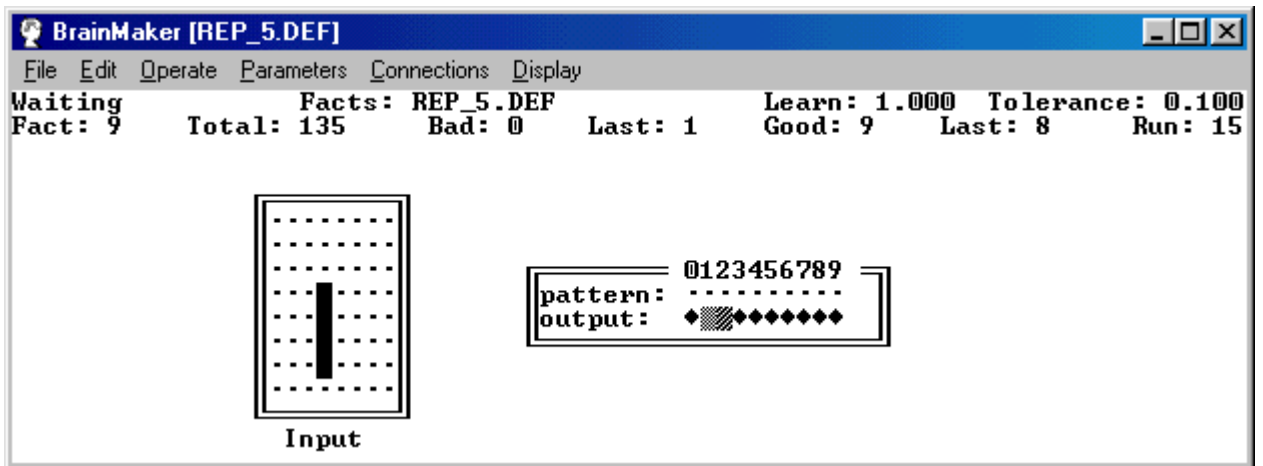 BrainMaker [REP_5.DEF]
File Edit Operate Parameters Connections Display
Waiting Facts: REP_5.DEF Learn: 1.000 Tolerance: 0.100
Fact: 9 Total: 135 Bad: 0 Last: 1 Good: 9 Last: 8 Run: 15
0123456789
pattern: ----------
output:
Input